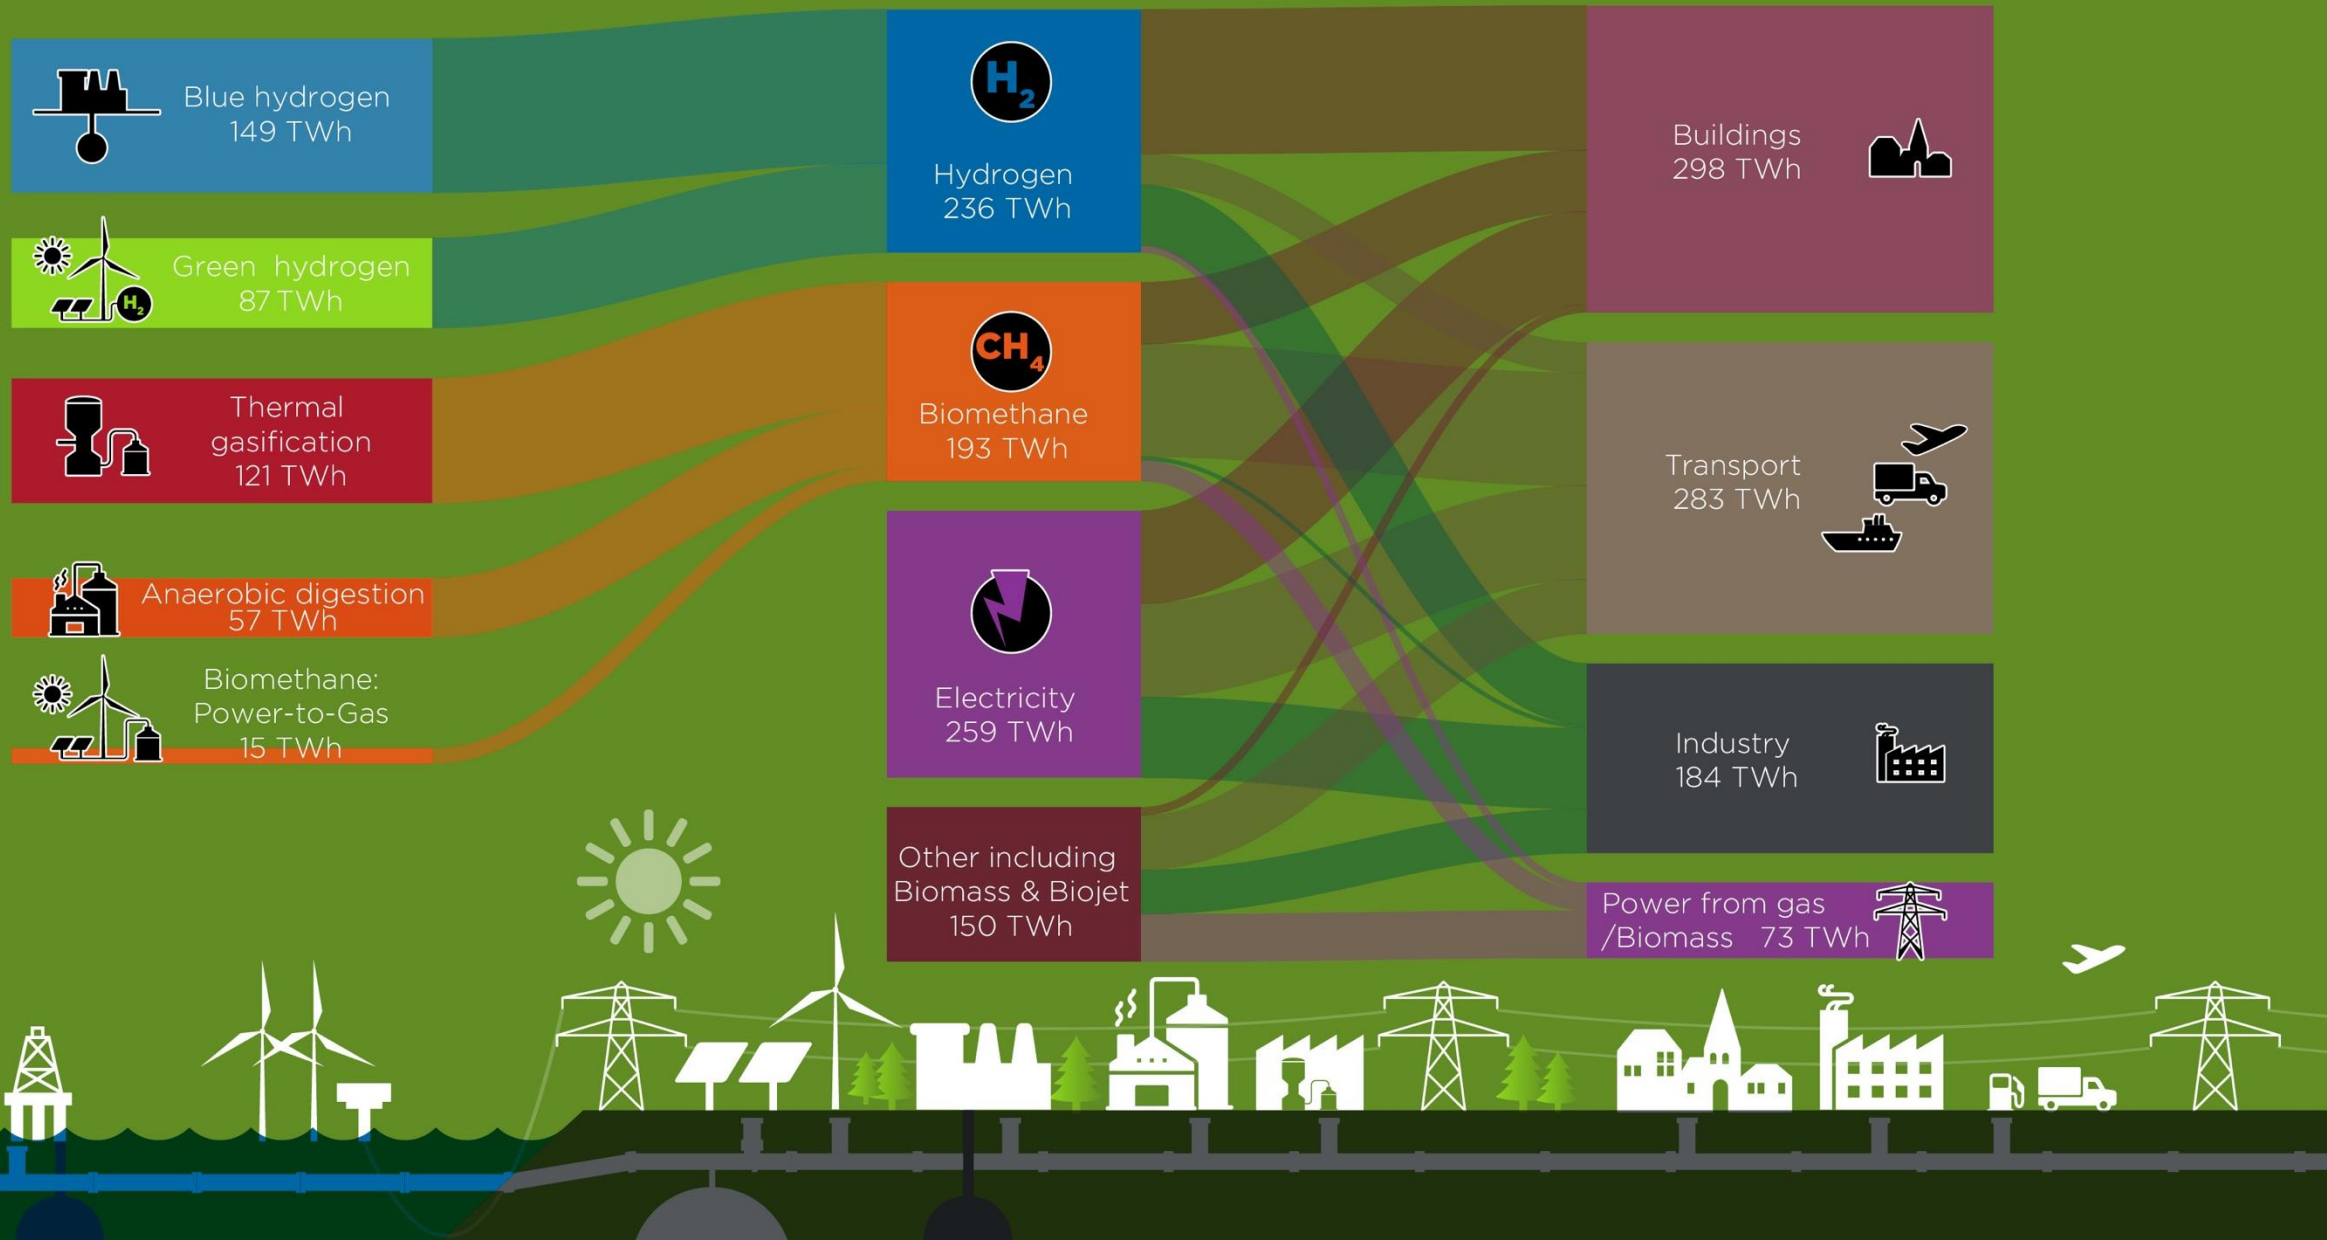 Blue hydrogen
149 TWh
Green hydrogen
87 TWh
H2
Thermal
gasification
121 TWh
Anaerobic digestion
57 TWh
Biomethane:
Power-to-Gas
15 TWh
H2
Hydrogen
236 TWh
CH4
Biomethane
193 TWh
Electricity
259 TWh
Other including
Biomass & Biojet
150 TWh
Buildings
298 TWh
Transport
283 TWh
Industry
184 TWh
Power from gas
/Biomass 73 TWh